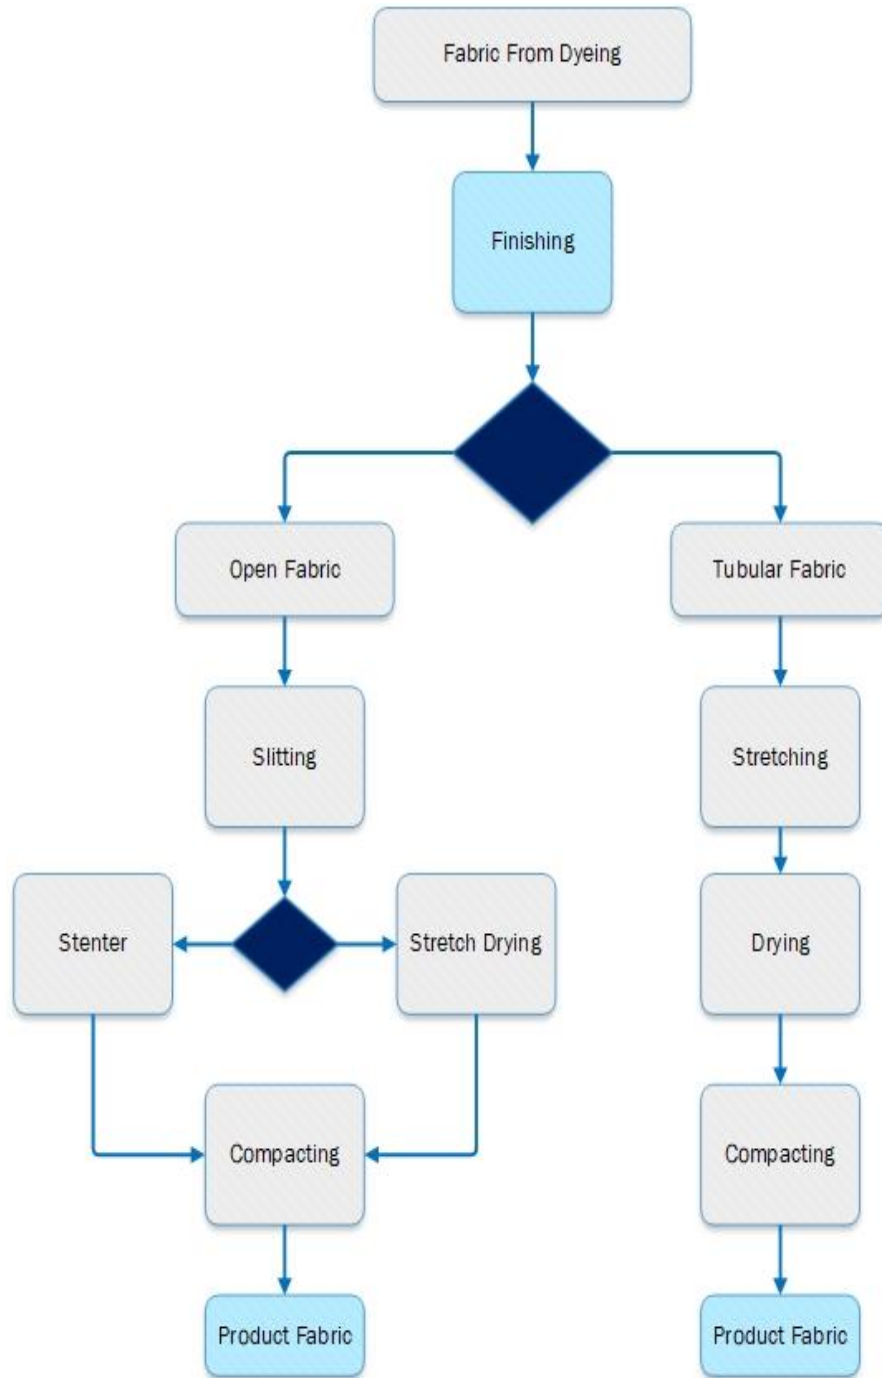 Fabric From Dyeing
Finishing
Open Fabric
Tubular Fabric
Slitting
Stretching
Stenter
Stretch Drying
Drying
Compacting
Compacting
Product Fabric
Product Fabric